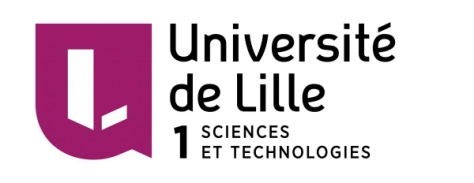 Université
de Lille
1 SCIENCES
ET TECHNOLOGIES